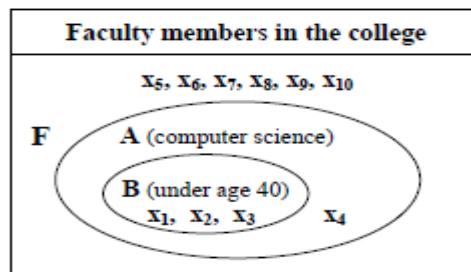 Faculty members in the college
x₅, x₆, x₇, x₈, x₉, x₁₀
F
A (computer science)
B (under age 40)
x₁, x₂, x₃ x₄